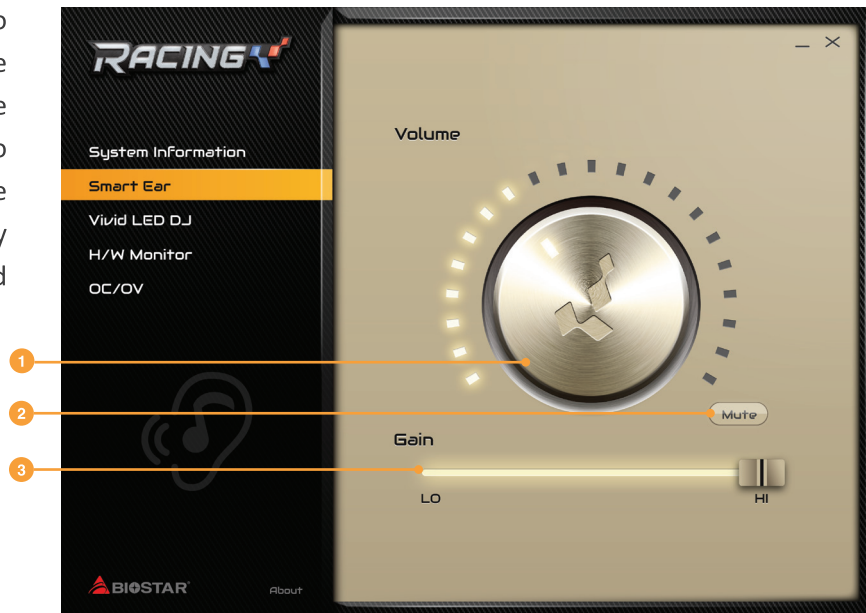 RACING
Volume
System Information
Smart Ear
Vivid LED DJ
H/W Monitor
OC/OV
1
2
Mute
Gain
3
LO HI
BIOSTAR
About